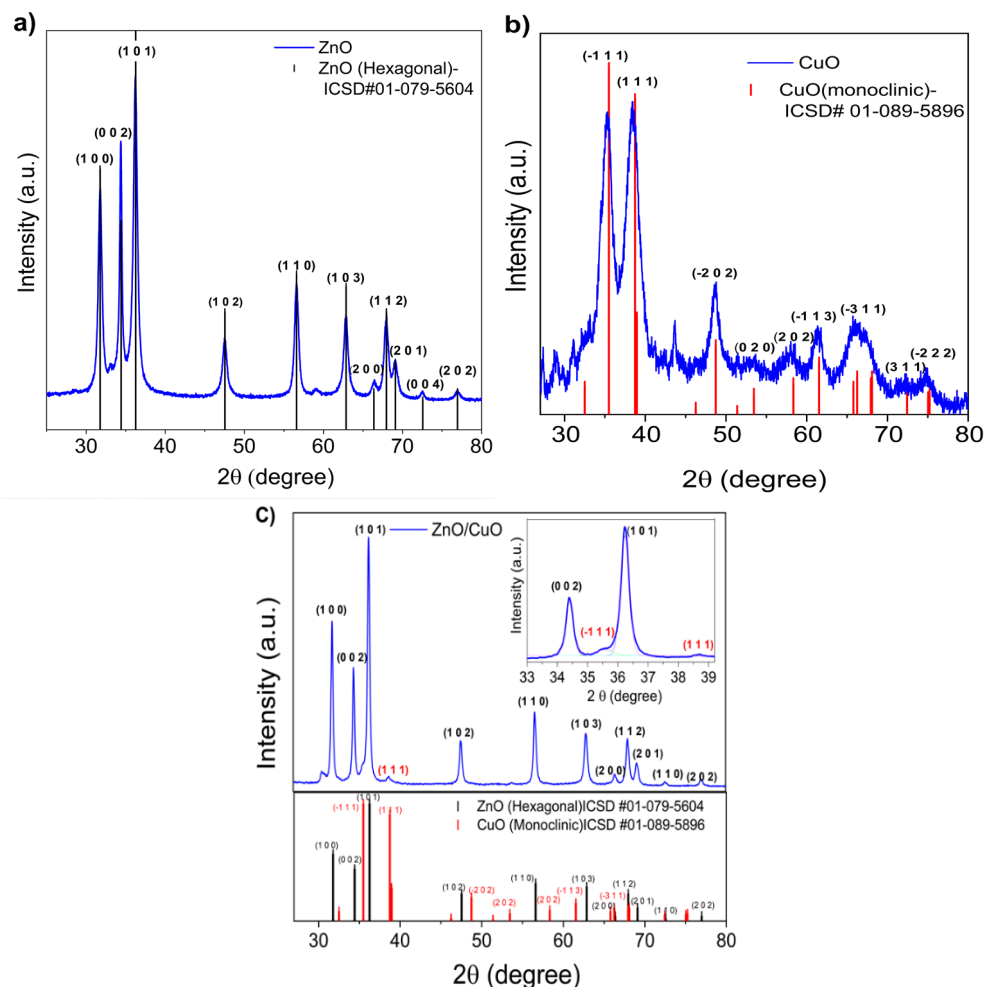 a)
ZnO
ZnO (Hexagonal)-
ICSD#01-079-5604
(1 0 1)
(0 0 2)
(1 0 0)
(1 0 2)
(1 1 0)
(1 0 3)
(1 1 2)
(2 0 0)
(2 0 1)
(0 0 4)
(2 0 2)
Intensity (a.u.)
30 40 50 60 70 80
2θ (degree)
b)
CuO
CuO(monoclinic)-
ICSD# 01-089-5896
(-1 1 1)
(1 1 1)
(-2 0 2)
(0 2 0)
(2 0 2)
(-1 1 3)
(-3 1 1)
(3 1 1)
(-2 2 2)
Intensity (a.u.)
30 40 50 60 70 80
2θ (degree)
C)
ZnO/CuO
(1 0 1)
(1 0 0)
(0 0 2)
(1 1 1)
(1 0 2)
(1 1 0)
(1 0 3)
(1 1 2)
(2 0 0)
(2 0 1)
(1 1 0)
(2 0 2)
Intensity (a.u.)
(1 0 1)
(0 0 2)
(-1 1 1)
(1 1 1)
Intensity (a.u.)
33 34 35 36 37 38 39
2 θ (degree)
ZnO (Hexagonal)ICSD #01-079-5604
CuO (Monoclinic)ICSD #01-089-5896
(1 0 0)
(0 0 2)
(-1 1 1)
(1 0 1)
(1 1 1)
(1 0 2)
(-2 0 2)
(2 0 2)
(1 1 0)
(2 0 2)
(-1 1 3)
(1 0 3)
(2 0 0)
(-3 1 1)
(1 1 2)
(2 0 1)
(1 1 0)
(2 0 2)
30 40 50 60 70 80
2θ (degree)